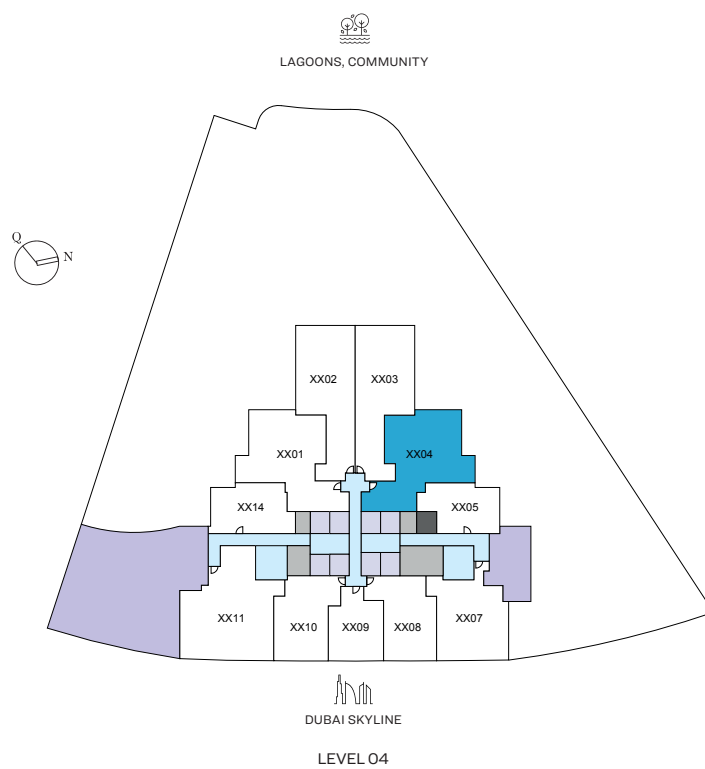 LAGOONS, COMMUNITY
Q
N
XX02
XX03
XX01
XX04
XX14
XX05
XX11
XX10
XX09
XX08
XX07
DUBAI SKYLINE
LEVEL 04